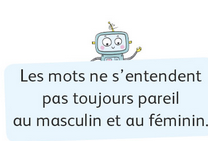 Les mots ne s'entendent
pas toujours pareil
au masculin et au féminin.